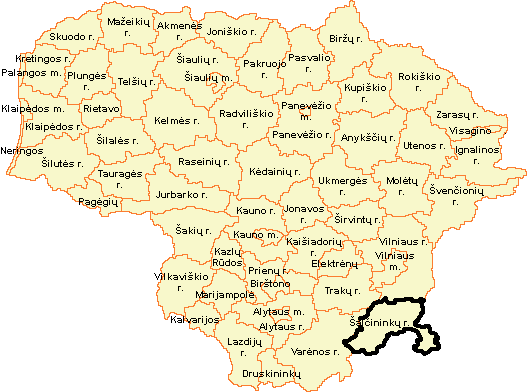 Mažeikių
r.
Akmenės
r.
Skuodo r.
Joniškio r.
Biržų r.
Kretingos r.
Šiaulių r.
Pakruojo
r.
Pasvalio
r.
Palangos m.
Plungės
r.
Telšių r.
Šiaulių m.
Rokiškio
r.
Kupiškio
r.
Klaipėdos m.
Rietavo
Panevėžio
m.
Radviliškio
r.
Zarasų r.
Kelmės r.
Klaipėdos r.
Visagino
Panevėžio r.
Anykščių r.
Šilalės r.
Utenos r.
Ignalinos
r.
Neringos
Šilutės r.
Raseinių r.
Tauragės
r.
Kėdainių r.
Ukmergės
r.
Molėtų
r.
Švenčionių
r.
Jurbarko r.
Pagėgių
Kauno r.
Jonavos
r.
Širvintų r.
Šakių r.
Kauno m.
Kaišiadorių
r.
Vilniaus r.
Kazlų
Rūdos
Vilniaus
m.
Elektrėnų
Vilkaviškio
r.
Prienų r.
Birštono
Marijampolė
Trakų r.
Alytaus m.
Kalvarijos
Alytaus r.
Šalčininkų r.
Lazdijų
r.
Varėnos r.
Druskininkų